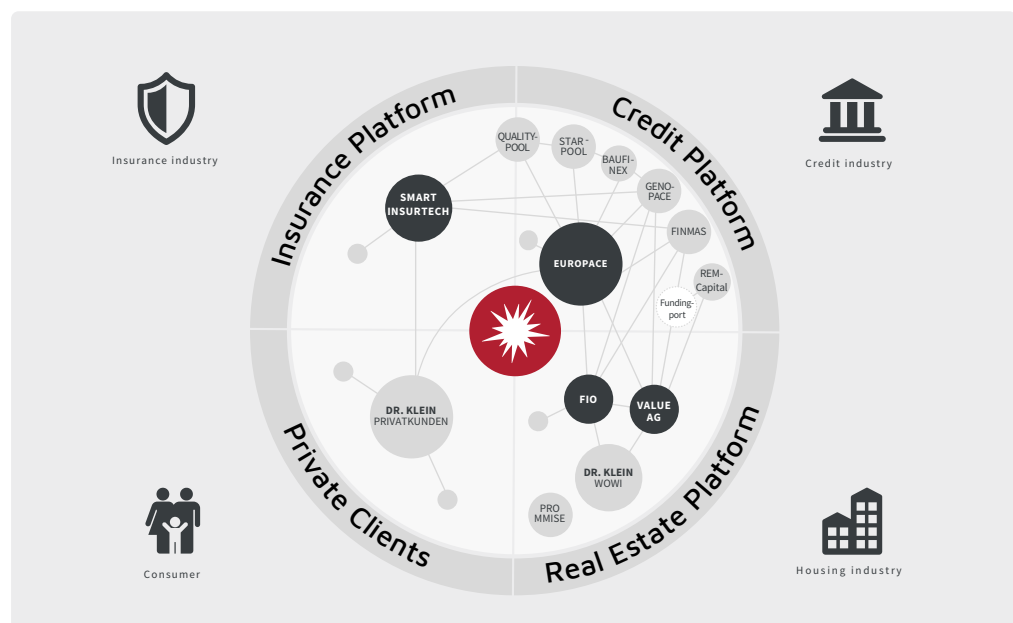 Insurance Platform
Credit Platform
Insurance industry
Credit industry
QUALITY-
POOL
STAR-
POOL
BAUFI-
NEX
GENO-
PACE
SMART
INSURTECH
FINMAS
EUROPACE
REM-
Capital
Funding-
port
DR. KLEIN
PRIVATKUNDEN
FIO
VALUE
AG
DR. KLEIN
WOWI
PRO
MMISE
Private Clients
Real Estate Platform
Consumer
Housing industry